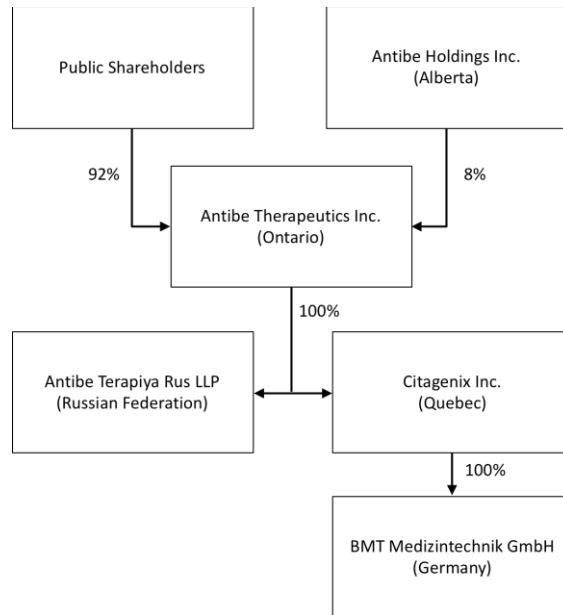 Public Shareholders
Antibe Holdings Inc.
(Alberta)
92%
8%
Antibe Therapeutics Inc.
(Ontario)
100%
Antibe Terapiya Rus LLP
(Russian Federation)
Citagenix Inc.
(Quebec)
100%
BMT Medizintechnik GmbH
(Germany)